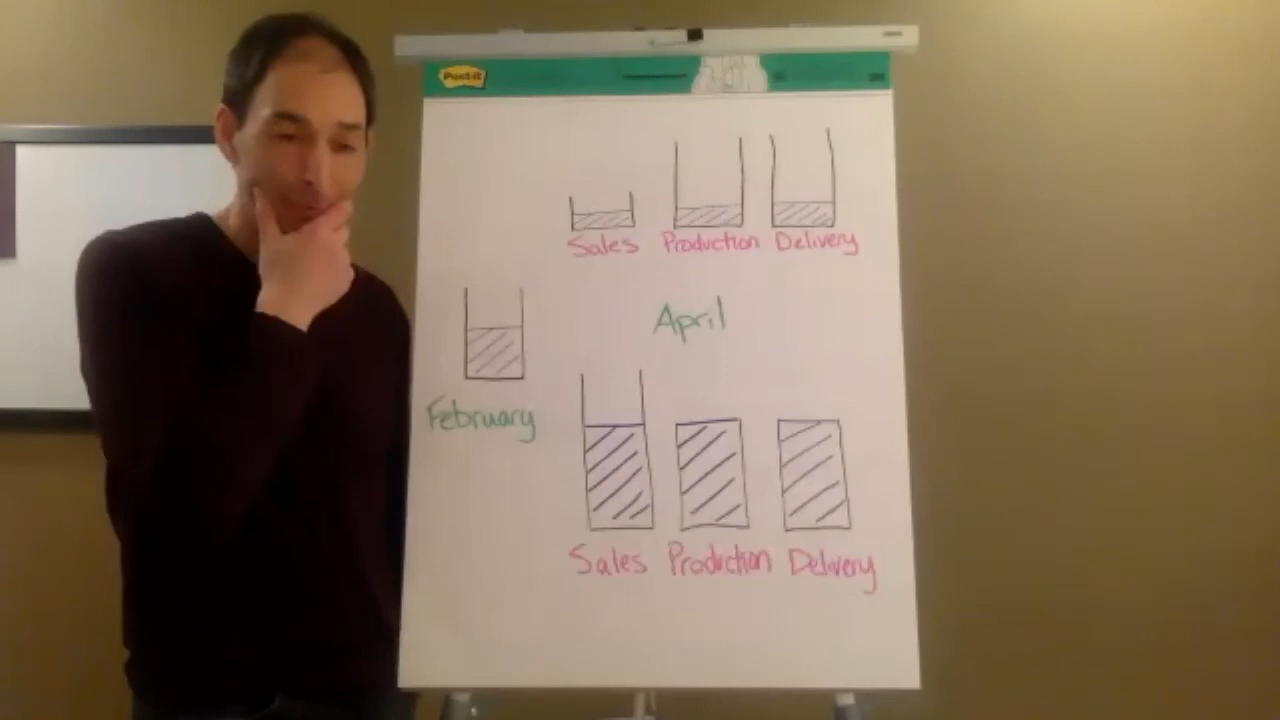 Post-it
Sales Production Delivery
April
February
Sales Production Delivery